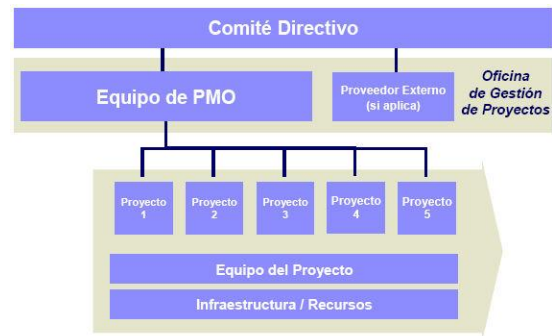 Comité Directivo
Equipo de PMO
Proveedor Externo
(si aplica)
Oficina
de Gestión
de Proyectos
Proyecto
1
Proyecto
2
Proyecto
3
Proyecto
4
Proyecto
5
Equipo del Proyecto
Infraestructura / Recursos